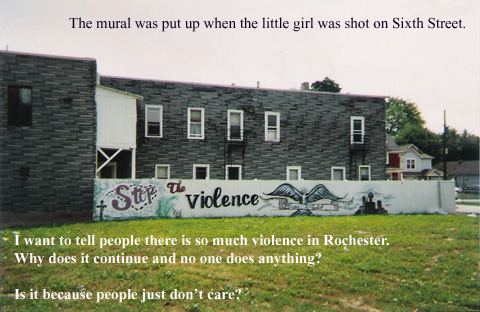 The mural was put up when the little girl was shot on Sixth Street.
Stop The Violence
I want to tell people there is so much violence in Rochester.
Why does it continue and no one does anything?
Is it because people just don't care?